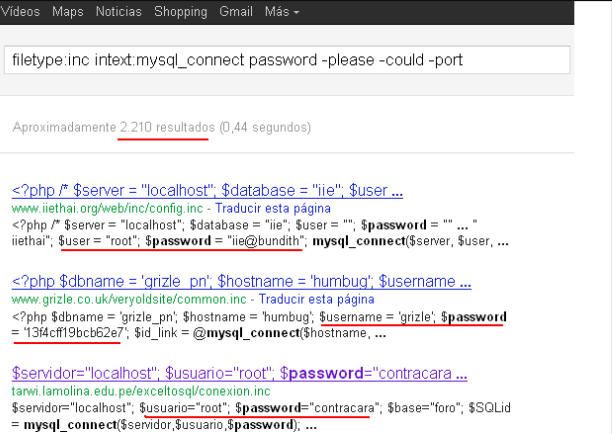 Vídeos Maps Noticias Shopping Gmail Más
filetype:inc intext:mysql_connect password -please -could -port
Aproximadamente 2.210 resultados (0,44 segundos)
<?php /* $server = "localhost"; $database = "iie"; $user ...
www.iiethai.org/web/inc/config.inc - Traducir esta página
<?php /* $server = "localhost"; $database = "iie"; $user = ""; $password = "" ... "
iiethai"; $user = "root"; $password = "iie@bundith"; mysql_connect($server, $user, ...
<?php $dbname = 'grizle_pn'; $hostname = 'humbug'; $username ...
www.grizle.co.uk/veryoldsite/common.inc - Traducir esta página
<?php $dbname = 'grizle_pn'; $hostname = 'humbug'; $username = 'grizle'; $password
= '13f4cff19bcb62e7'; $id_link = @mysql_connect($hostname, ...
$servidor="localhost"; $usuario="root"; $password="contracara ...
tarwi.lamolina.edu.pe/exceltosql/conexion.inc
$servidor="localhost"; $usuario="root"; $password="contracara"; $base="foro"; $SQLid
= mysql_connect($servidor,$usuario,$password); ...